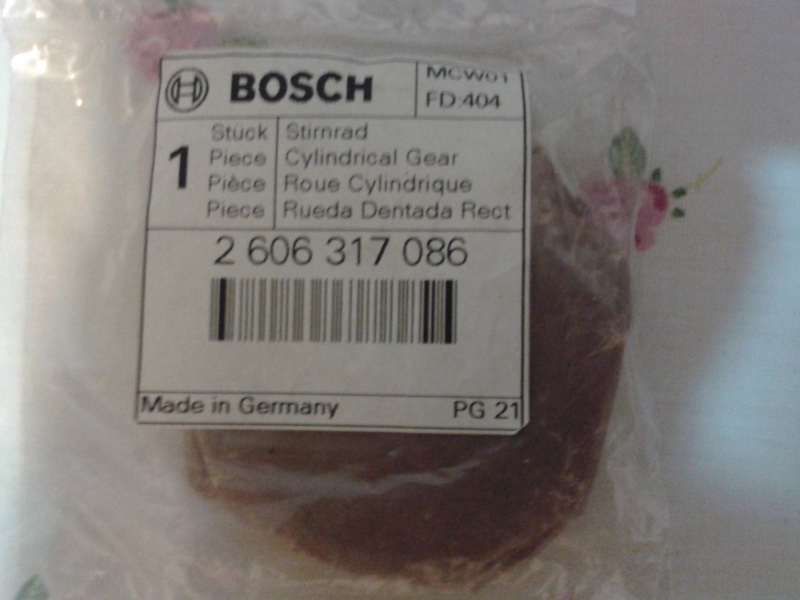 BOSCH
MCW01
FD 404
1
Stück Stirnrad
Piece Cylindrical Gear
Pièce Roue Cylindrique
Piece Rueda Dentada Rect
2 606 317 086
Made in Germany PG 21